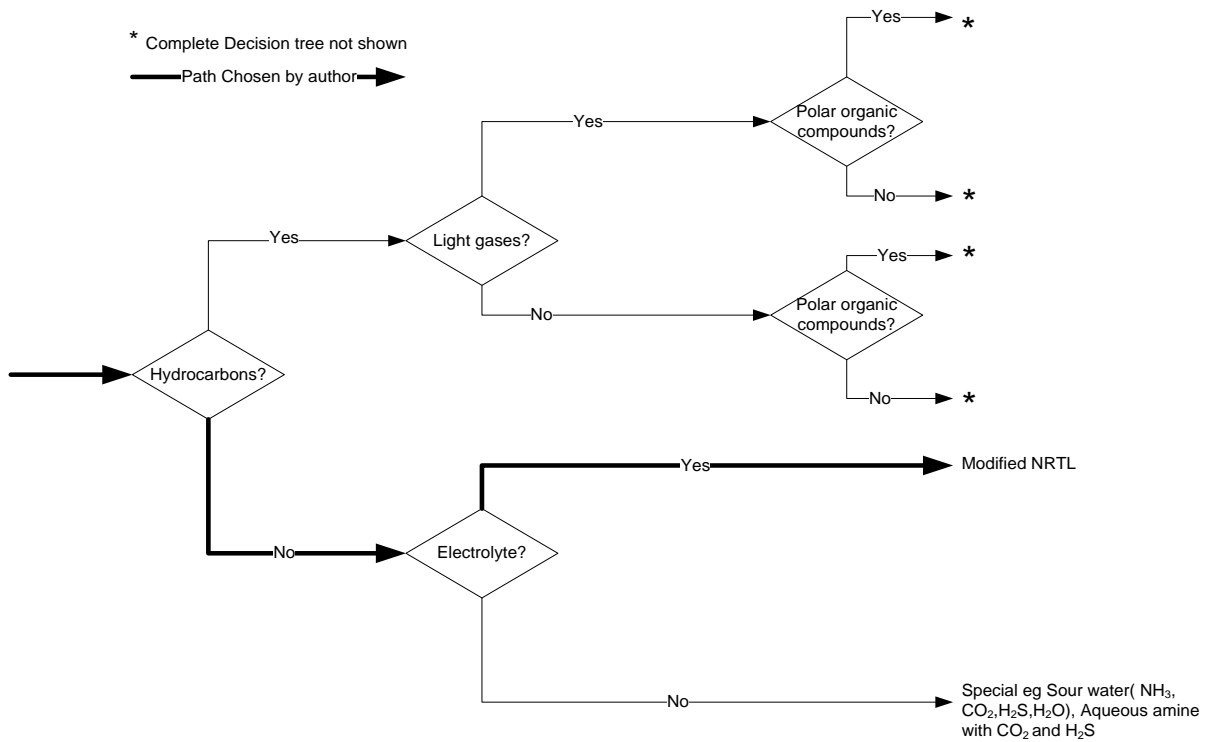 Yes
*
* Complete Decision tree not shown
Path Chosen by author
Polar organic
compounds?
Yes
No
*
Yes
Light gases?
Yes
*
Polar organic
compounds?
No
Hydrocarbons?
No
*
Yes
Modified NRTL
No
Electrolyte?
No
Special eg Sour water( NH₃,
CO₂,H₂S,H₂O), Aqueous amine
with CO₂ and H₂S